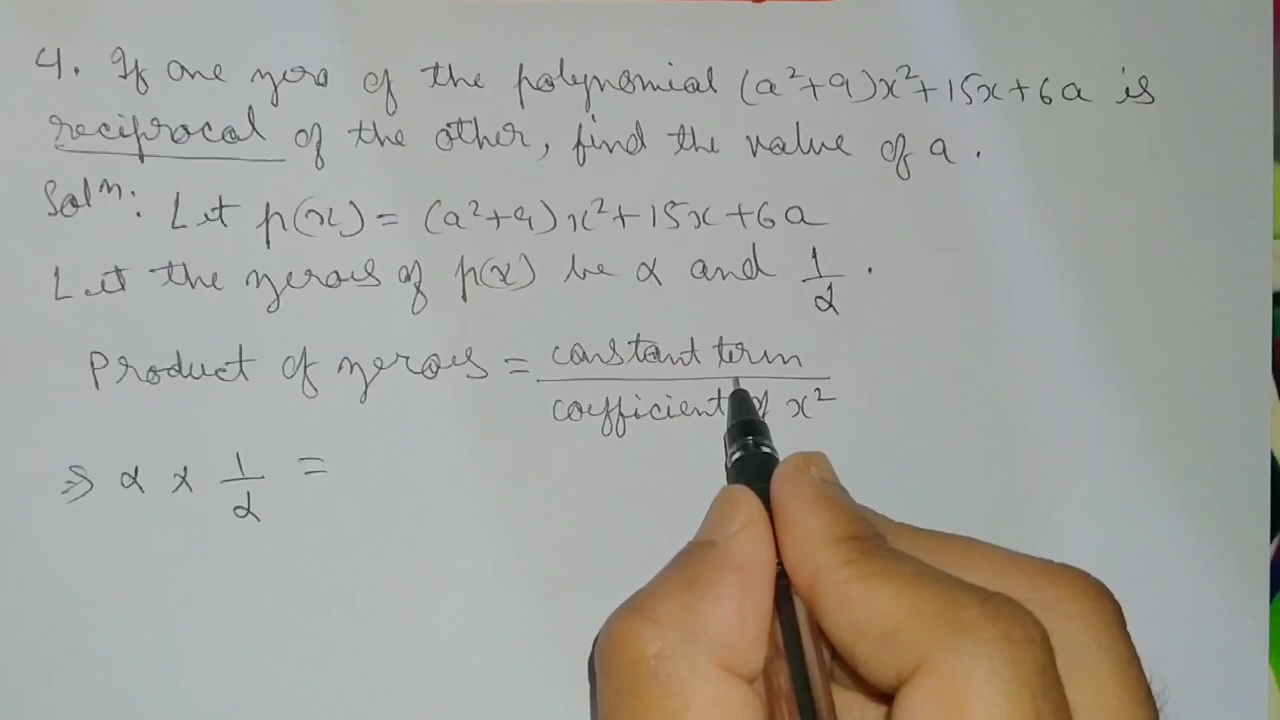 4. If one zero of the polynomial (a²+9)x²+15x+6a is
reciprocal of the other, find the value of a.
Solⁿ: Let p(x) = (a²+9)x²+15x+6a
Let the zeroes of p(x) be α and 1/α.
Product of zeroes = constant term / coefficient of x²
⇒ α × 1/α =